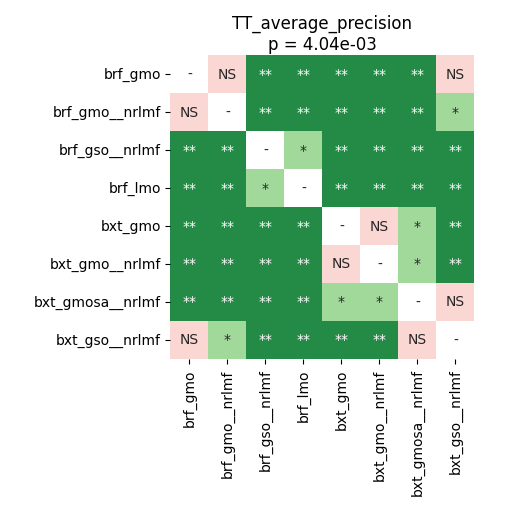 TT_average_precision
p = 4.04e-03
brf_gmo - NS ** ** ** ** ** NS
brf_gmo__nrlmf NS - ** ** ** ** ** *
brf_gso__nrlmf ** ** - * ** ** ** **
brf_lmo ** ** * - ** ** ** **
bxt_gmo ** ** ** ** - NS * **
bxt_gmo__nrlmf ** ** ** ** NS - * **
bxt_gmosa__nrlmf ** ** ** ** * * - NS
bxt_gso__nrlmf NS * ** ** ** ** NS -
brf_gmo
brf_gmo__nrlmf
brf_gso__nrlmf
brf_lmo
bxt_gmo
bxt_gmo__nrlmf
bxt_gmosa__nrlmf
bxt_gso__nrlmf